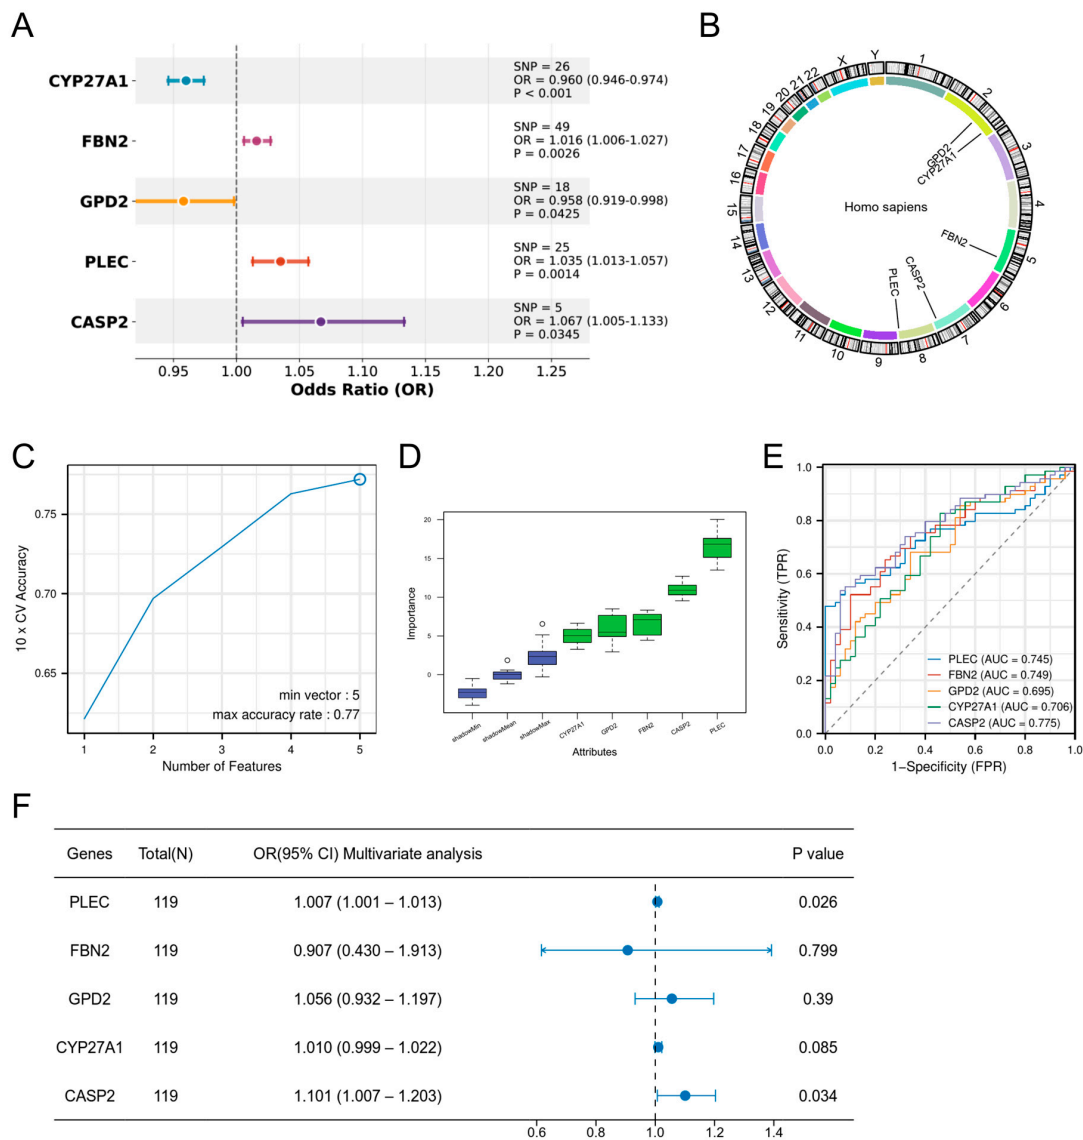 A
CYP27A1
SNP = 26
OR = 0.960 (0.946-0.974)
P < 0.001
FBN2
SNP = 49
OR = 1.016 (1.006-1.027)
P = 0.0026
GPD2
SNP = 18
OR = 0.958 (0.919-0.998)
P = 0.0425
PLEC
SNP = 25
OR = 1.035 (1.013-1.057)
P = 0.0014
CASP2
SNP = 5
OR = 1.067 (1.005-1.133)
P = 0.0345
0.95 1.00 1.05 1.10 1.15 1.20 1.25
Odds Ratio (OR)
B
1
2
3
4
5
6
7
8
9
10
11
12
13
14
15
16
17
18
19
20
21
22
X
Y
GPD2
CYP27A1
Homo sapiens
FBN2
CASP2
PLEC
C
10 x CV Accuracy
0.75
0.70
0.65
min vector : 5
max accuracy rate : 0.77
1 2 3 4 5
Number of Features
D
Importance
20
15
10
5
0
shadowMin shadowMean shadowMax CYP27A1 GPD2 FBN2 CASP2 PLEC
Attributes
E
Sensitivity (TPR)
1.0
0.8
0.6
0.4
0.2
0.0
PLEC (AUC = 0.745)
FBN2 (AUC = 0.749)
GPD2 (AUC = 0.695)
CYP27A1 (AUC = 0.706)
CASP2 (AUC = 0.775)
0.0 0.2 0.4 0.6 0.8 1.0
1−Specificity (FPR)
F
Genes Total(N) OR(95% CI) Multivariate analysis P value
PLEC 119 1.007 (1.001 – 1.013) 0.026
FBN2 119 0.907 (0.430 – 1.913) 0.799
GPD2 119 1.056 (0.932 – 1.197) 0.39
CYP27A1 119 1.010 (0.999 – 1.022) 0.085
CASP2 119 1.101 (1.007 – 1.203) 0.034
0.6 0.8 1.0 1.2 1.4